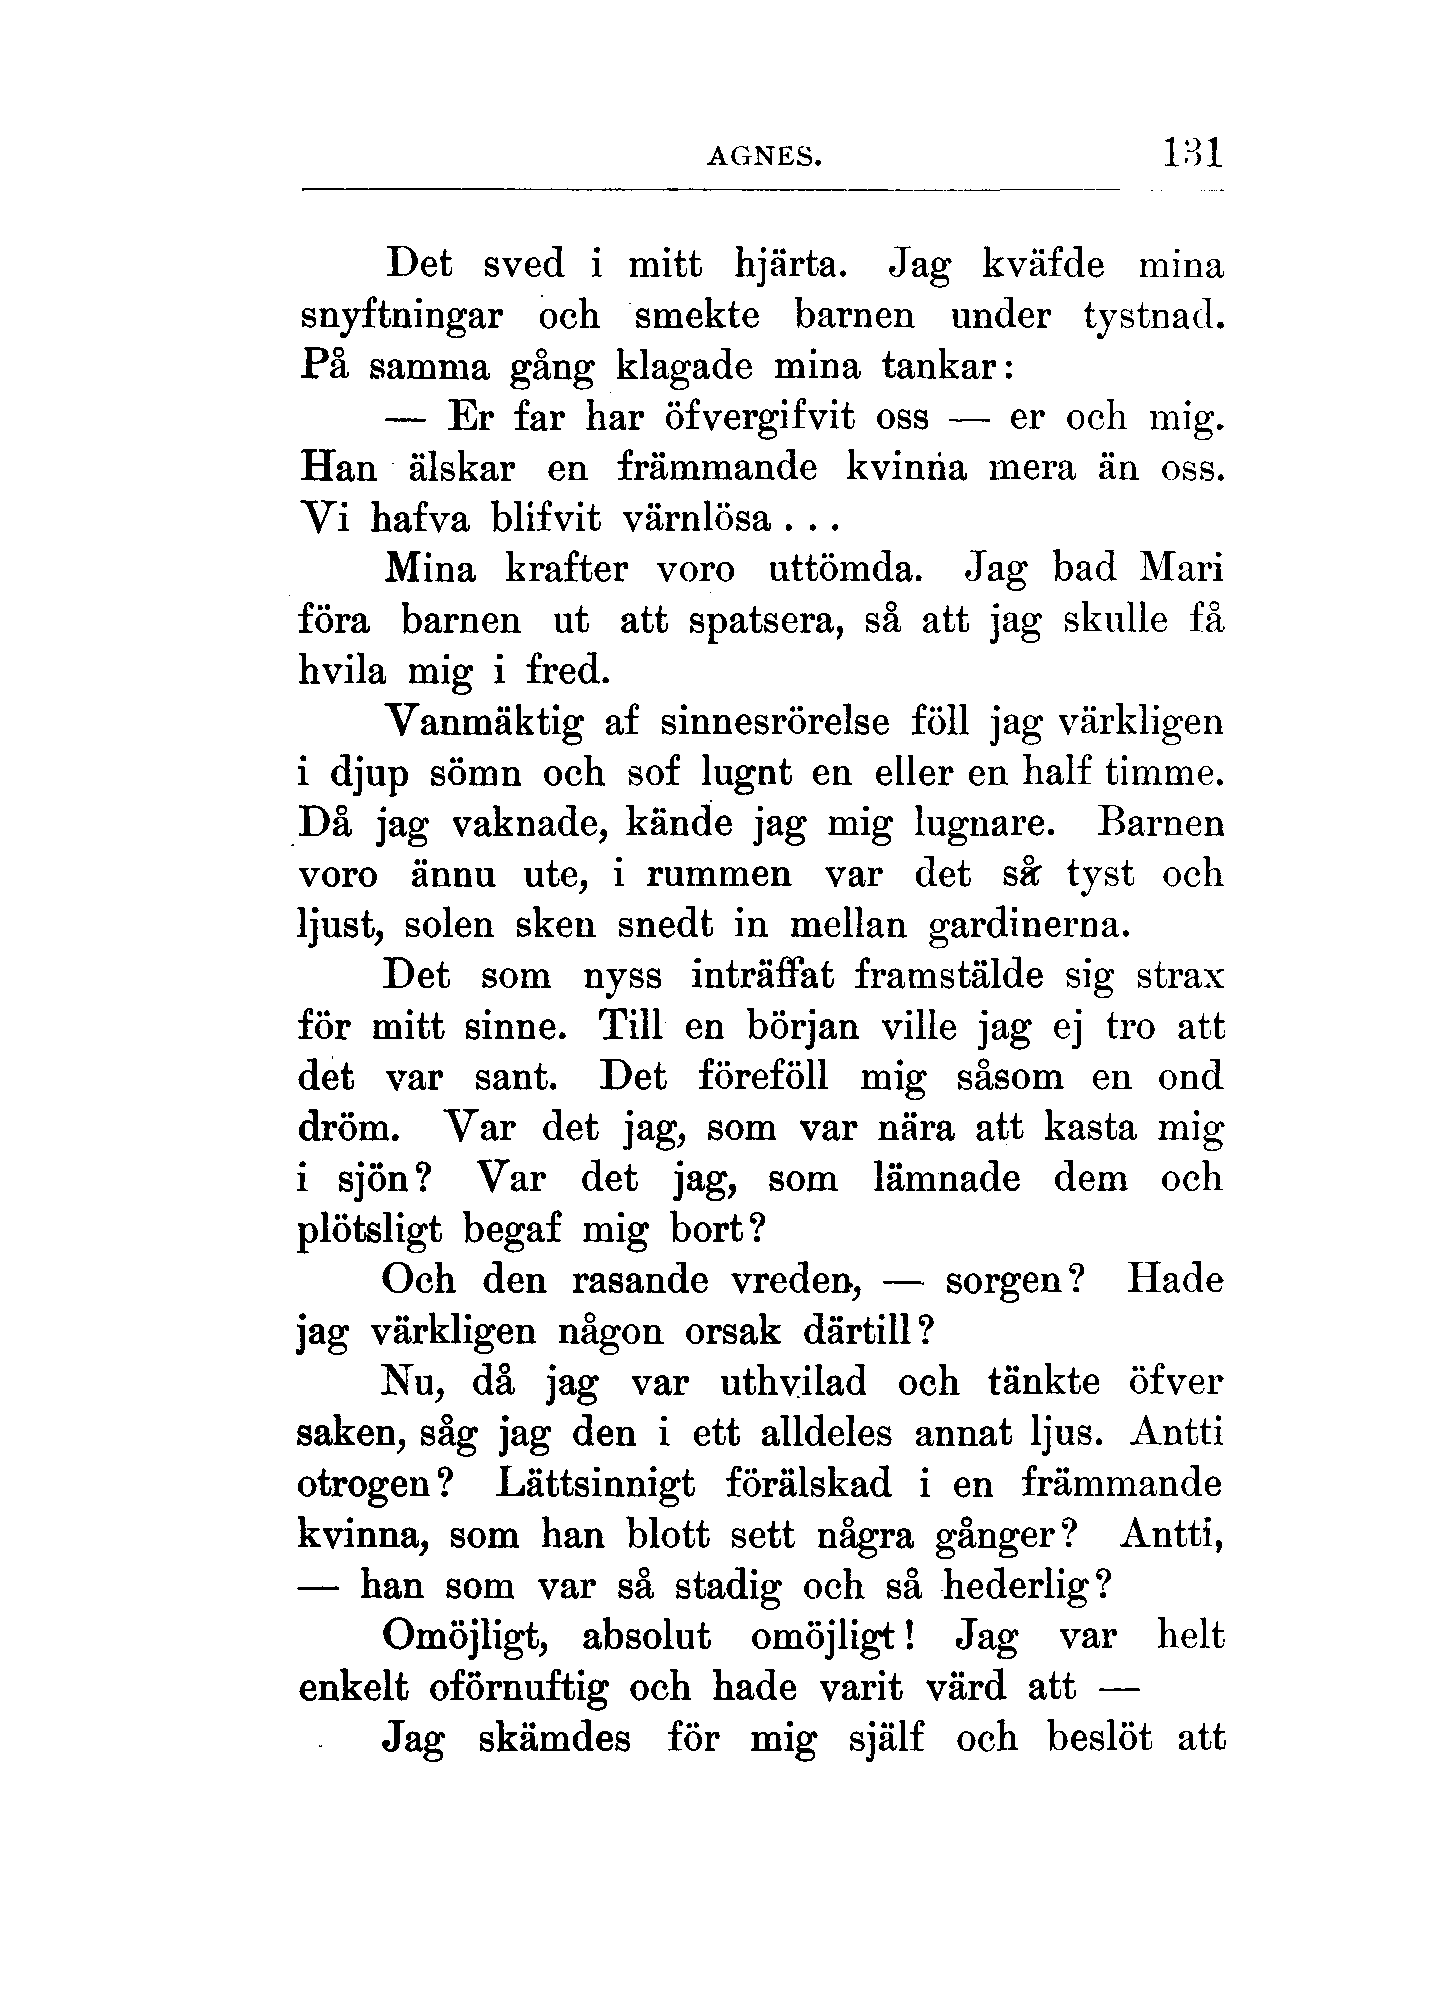 AGNES. 131
Det sved i mitt hjärta. Jag kväfde mina
snyftningar och smekte barnen under tystnad.
På samma gång klagade mina tankar:
— Er far har öfvergifvit oss — er och mig.
Han älskar en främmande kvinna mera än oss.
Vi hafva blifvit värnlösa . . .
Mina krafter voro uttömda. Jag bad Mari
föra barnen ut att spatsera, så att jag skulle få
hvila mig i fred.
Vanmäktig af sinnesrörelse föll jag värkligen
i djup sömn och sof lugnt en eller en half timme.
Då jag vaknade, kände jag mig lugnare. Barnen
voro ännu ute, i rummen var det så tyst och
ljust, solen sken snedt in mellan gardinerna.
Det som nyss inträffat framstälde sig strax
för mitt sinne. Till en början ville jag ej tro att
det var sant. Det föreföll mig såsom en ond
dröm. Var det jag, som var nära att kasta mig
i sjön? Var det jag, som lämnade dem och
plötsligt begaf mig bort?
Och den rasande vreden, — sorgen? Hade
jag värkligen någon orsak därtill?
Nu, då jag var uthvilad och tänkte öfver
saken, såg jag den i ett alldeles annat ljus. Antti
otrogen? Lättsinnigt förälskad i en främmande
kvinna, som han blott sett några gånger? Antti,
— han som var så stadig och så hederlig?
Omöjligt, absolut omöjligt! Jag var helt
enkelt oförnuftig och hade varit värd att —
Jag skämdes för mig själf och beslöt att